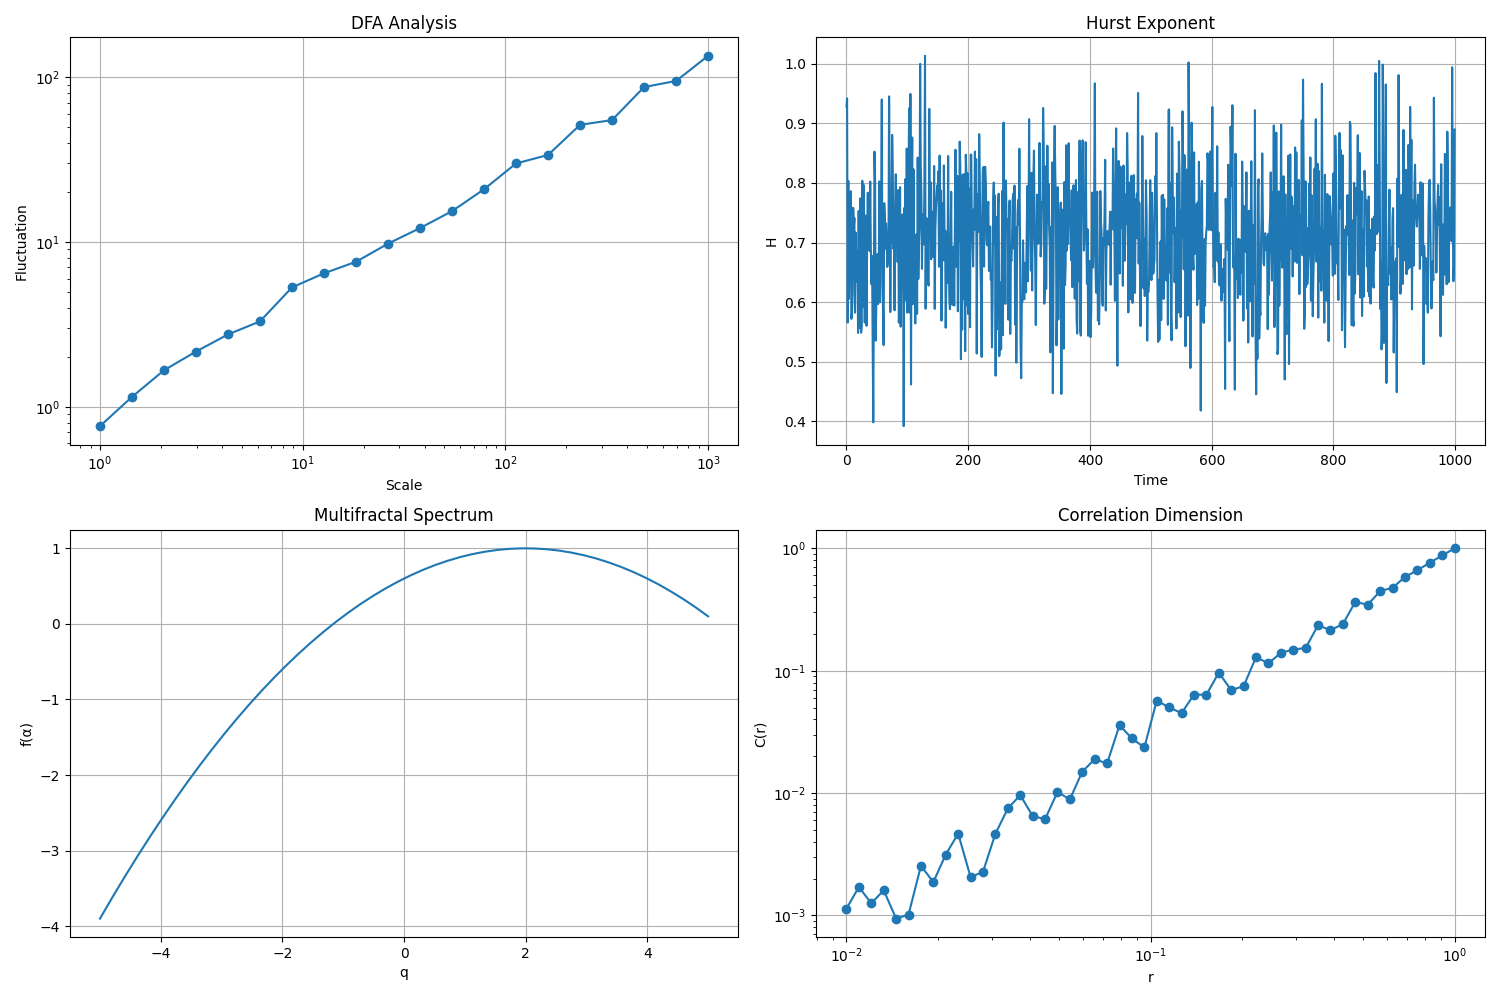 DFA Analysis
Fluctuation
10²
10¹
10⁰
10⁰ 10¹ 10² 10³
Scale
Hurst Exponent
H
1.0
0.9
0.8
0.7
0.6
0.5
0.4
0 200 400 600 800 1000
Time
Multifractal Spectrum
f(α)
1
0
−1
−2
−3
−4
−4 −2 0 2 4
q
Correlation Dimension
C(r)
10⁰
10⁻¹
10⁻²
10⁻³
10⁻² 10⁻¹ 10⁰
r